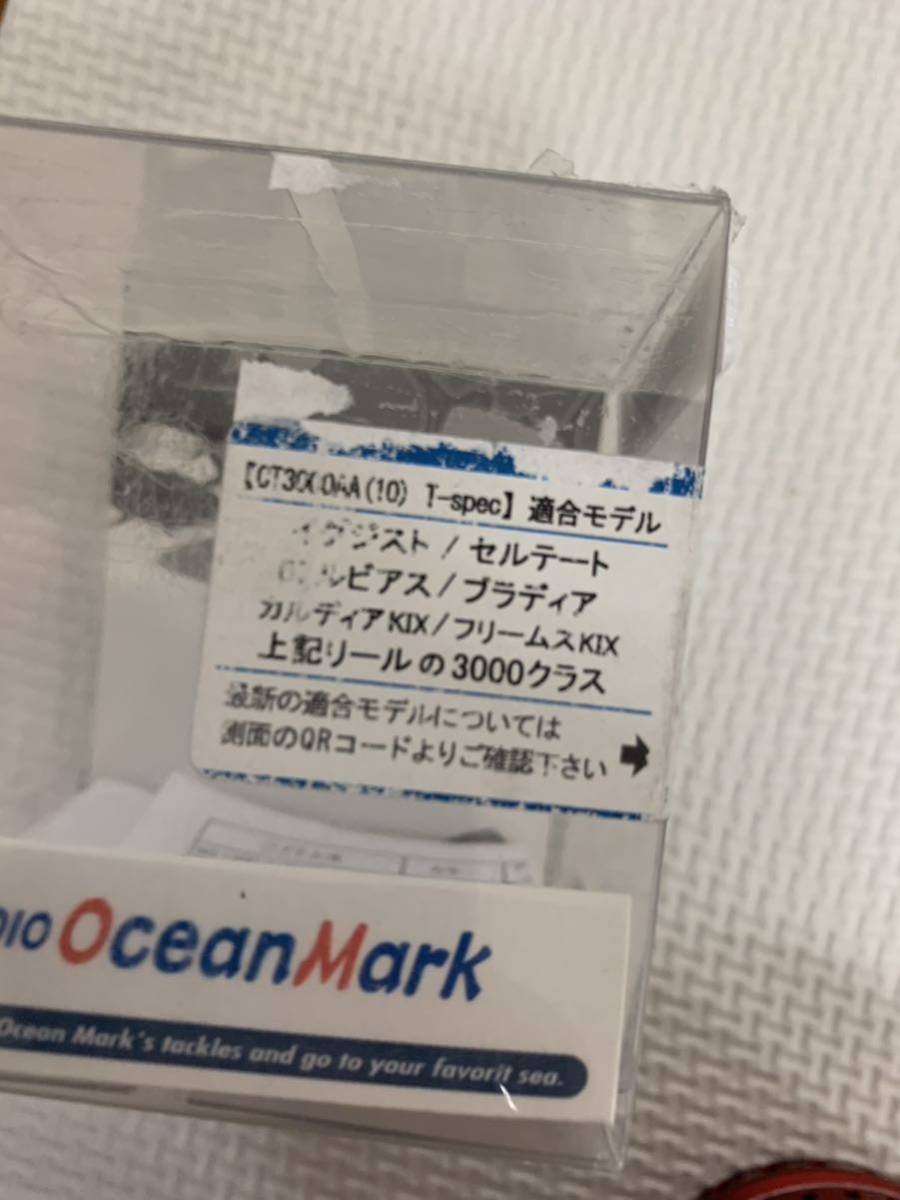 T-spec】適合モデル
イグジスト / セルテート
ルビアス / ブラディア
カルディアKIX / フリームスKIX
上記リールの3000クラス
最新の適合モデルについては
側面のQRコードよりご確認下さい
OceanMark
Ocean Mark's tackles and go to your favorit sea.